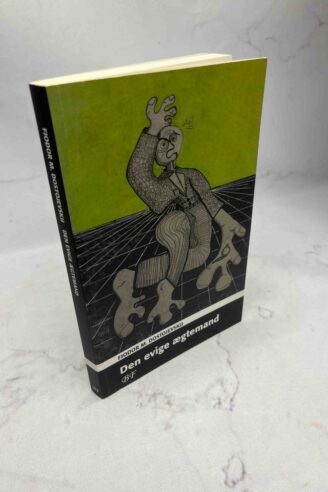 FIODOR M. DOSTOJEVSKIJ DEN EVIGE ÆGTEMAND
FIODOR M. DOSTOJEVSKIJ
Den evige ægtemand